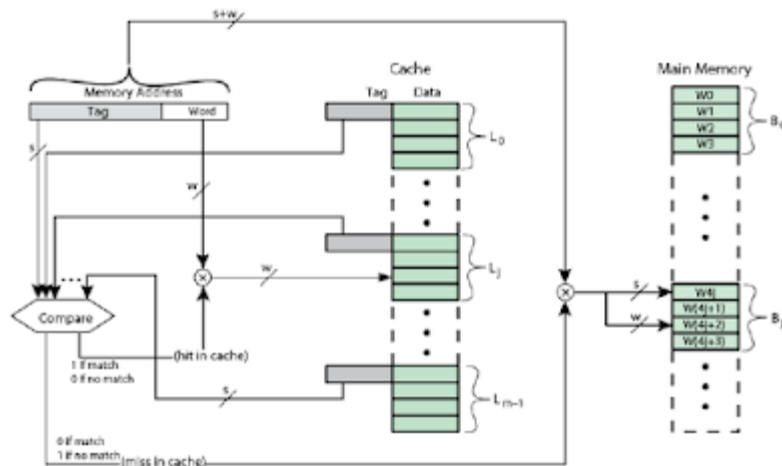 s+w
Cache
Main Memory
Memory Address
Tag
Data
Tag
Word
W0
W1
W2
W3
B0
L0
s
w
w
Lj
s
w
W4j
W(4j+1)
W(4j+2)
W(4j+3)
Bj
Compare
(hit in cache)
1 if match
0 if no match
s
Lm–1
0 if match
1 if no match
(miss in cache)